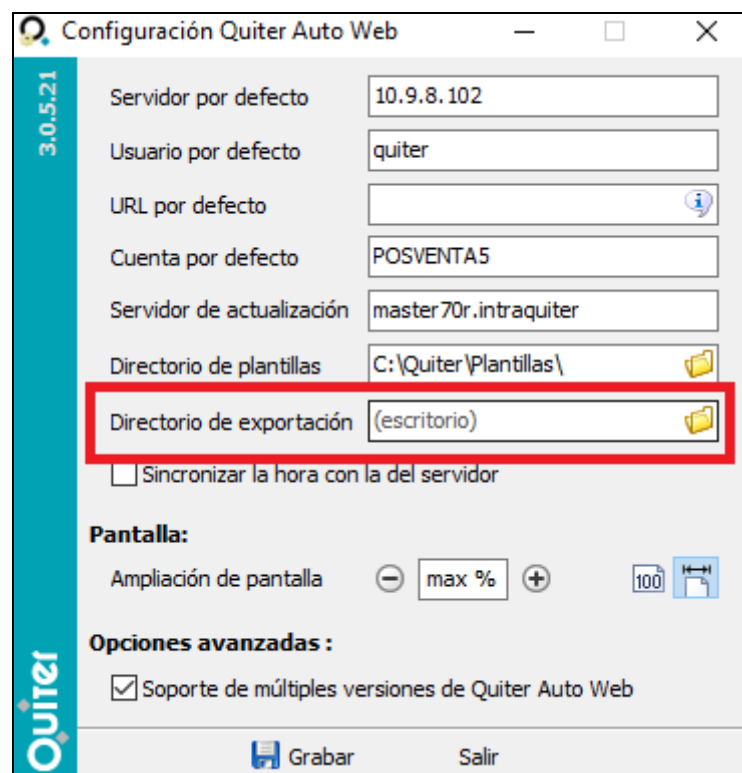 Configuración Quiter Auto Web
3.0.5.21
Servidor por defecto 10.9.8.102
Usuario por defecto quiter
URL por defecto
Cuenta por defecto POSVENTA5
Servidor de actualización master70r.intraquiter
Directorio de plantillas C:\Quiter\Plantillas\
Directorio de exportación (escritorio)
Sincronizar la hora con la del servidor
Pantalla:
Ampliación de pantalla max % 100
Opciones avanzadas :
Soporte de múltiples versiones de Quiter Auto Web
Quiter
Grabar Salir